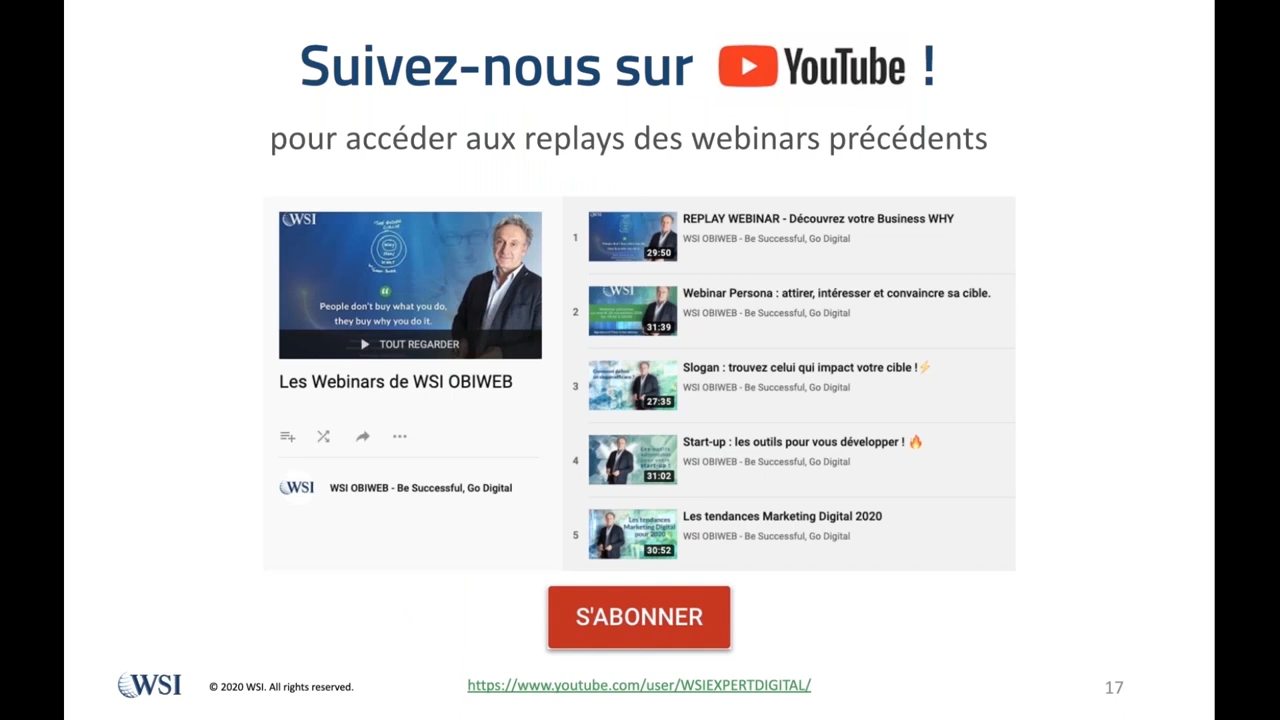 Suivez-nous sur YouTube !
pour accéder aux replays des webinars précédents
WSI
People don't buy what you do,
they buy why you do it.
TOUT REGARDER
Les Webinars de WSI OBIWEB
WSI
WSI OBIWEB - Be Successful, Go Digital
1
29:50
REPLAY WEBINAR - Découvrez votre Business WHY
WSI OBIWEB - Be Successful, Go Digital
2
WSI
31:39
Webinar Persona : attirer, intéresser et convaincre sa cible.
WSI OBIWEB - Be Successful, Go Digital
3
27:35
Slogan : trouvez celui qui impact votre cible !⚡
WSI OBIWEB - Be Successful, Go Digital
4
31:02
Start-up : les outils pour vous développer ! 🔥
WSI OBIWEB - Be Successful, Go Digital
5
Les tendances
Marketing Digital
pour 2020
30:52
Les tendances Marketing Digital 2020
WSI OBIWEB - Be Successful, Go Digital
S'ABONNER
WSI
© 2020 WSI. All rights reserved.
https://www.youtube.com/user/WSIEXPERTDIGITAL/
17